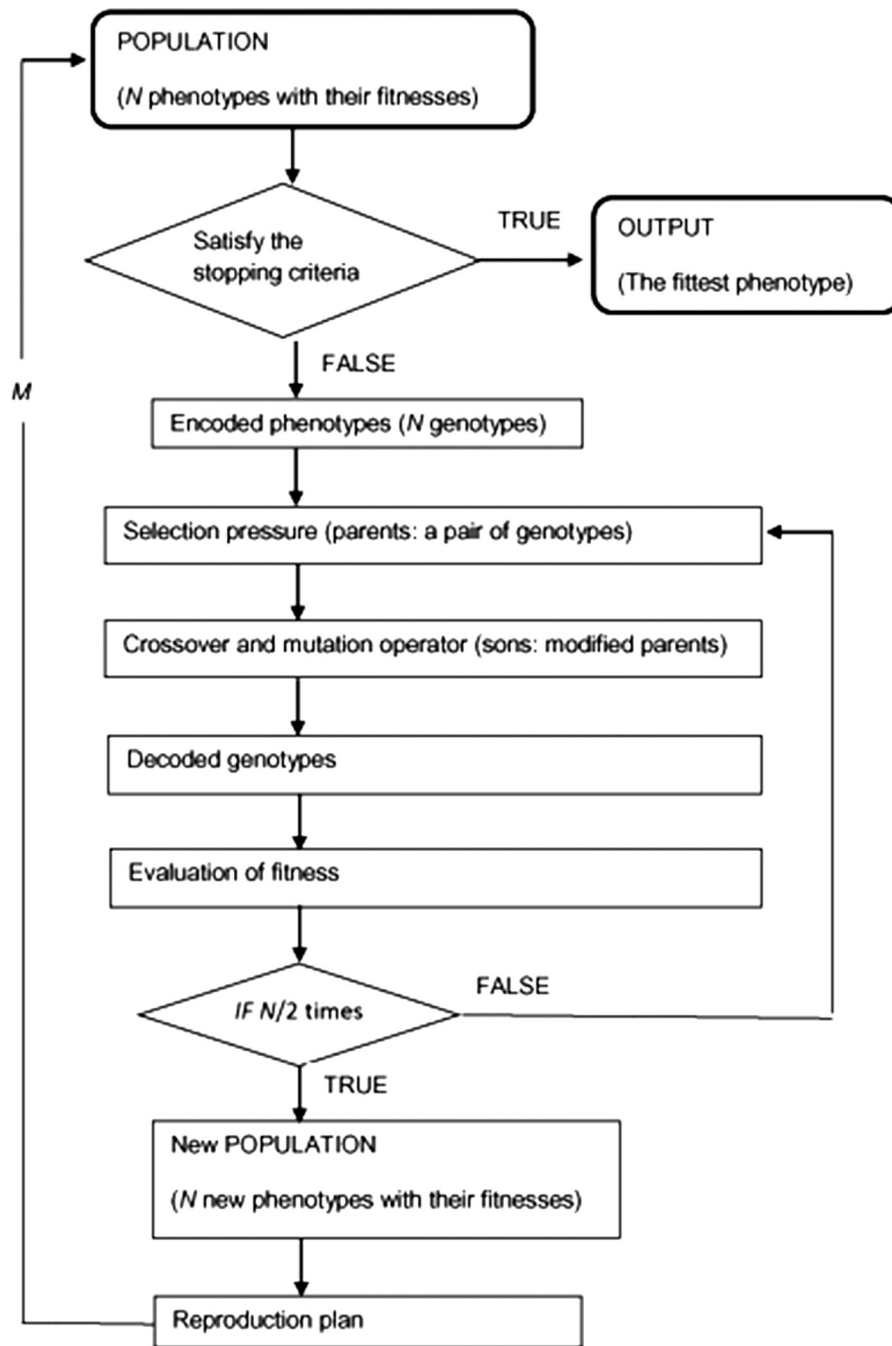 POPULATION
(N phenotypes with their fitnesses)
Satisfy the
stopping criteria
TRUE
OUTPUT
(The fittest phenotype)
FALSE
M
Encoded phenotypes (N genotypes)
Selection pressure (parents: a pair of genotypes)
Crossover and mutation operator (sons: modified parents)
Decoded genotypes
Evaluation of fitness
IF N/2 times
FALSE
TRUE
New POPULATION
(N new phenotypes with their fitnesses)
Reproduction plan